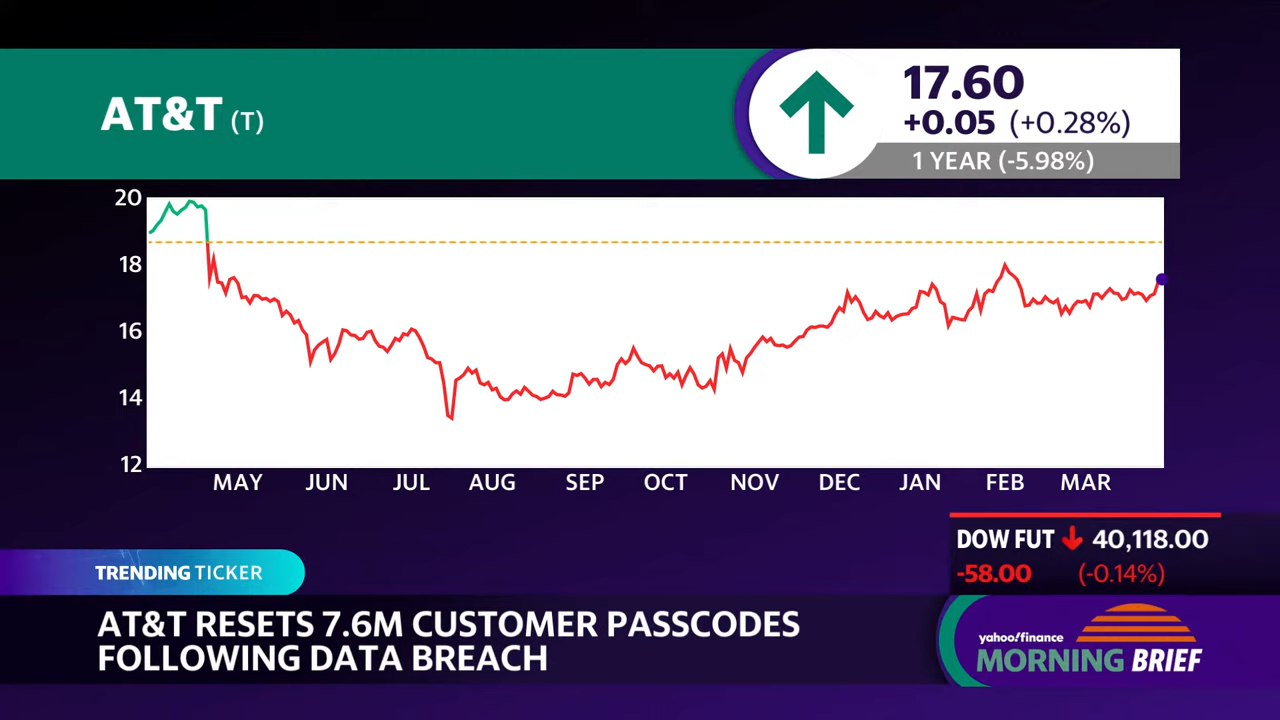 AT&T (T)
17.60
+0.05 (+0.28%)
1 YEAR (-5.98%)
20
18
16
14
12
MAY JUN JUL AUG SEP OCT NOV DEC JAN FEB MAR
DOW FUT 40,118.00
-58.00 (-0.14%)
TRENDING TICKER
AT&T RESETS 7.6M CUSTOMER PASSCODES
FOLLOWING DATA BREACH
yahoo!finance
MORNING BRIEF